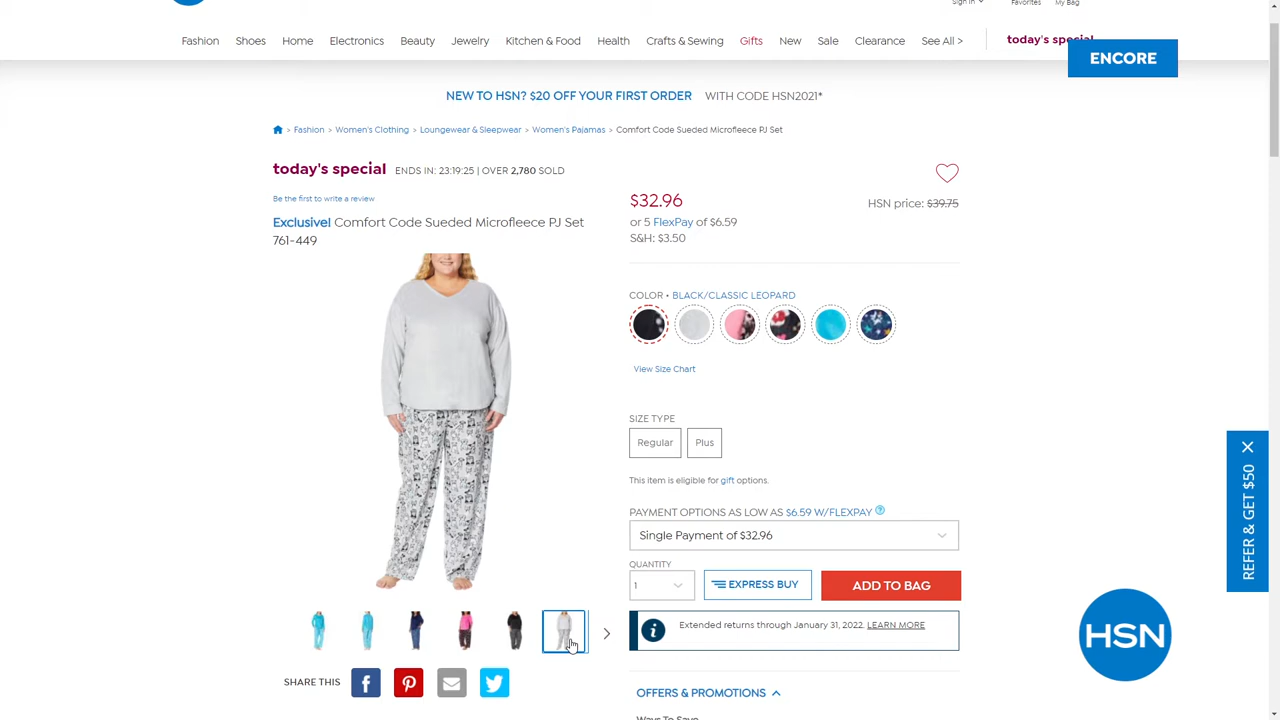 Sign In
Favorites
My Bag
Fashion Shoes Home Electronics Beauty Jewelry Kitchen & Food Health Crafts & Sewing Gifts New Sale Clearance See All > today's special
ENCORE
NEW TO HSN? $20 OFF YOUR FIRST ORDER WITH CODE HSN2021*
> Fashion > Women's Clothing > Loungewear & Sleepwear > Women's Pajamas > Comfort Code Sueded Microfleece PJ Set
today's special ENDS IN: 23:19:25 | OVER 2,780 SOLD
Be the first to write a review
Exclusive! Comfort Code Sueded Microfleece PJ Set
761-449
$32.96
HSN price: $39.75
or 5 FlexPay of $6.59
S&H: $3.50
COLOR • BLACK/CLASSIC LEOPARD
View Size Chart
SIZE TYPE
Regular Plus
This item is eligible for gift options.
PAYMENT OPTIONS AS LOW AS $6.59 W/FLEXPAY ?
Single Payment of $32.96
QUANTITY
1
EXPRESS BUY
ADD TO BAG
Extended returns through January 31, 2022. LEARN MORE
SHARE THIS
OFFERS & PROMOTIONS
Ways To Save
REFER & GET $50
HSN